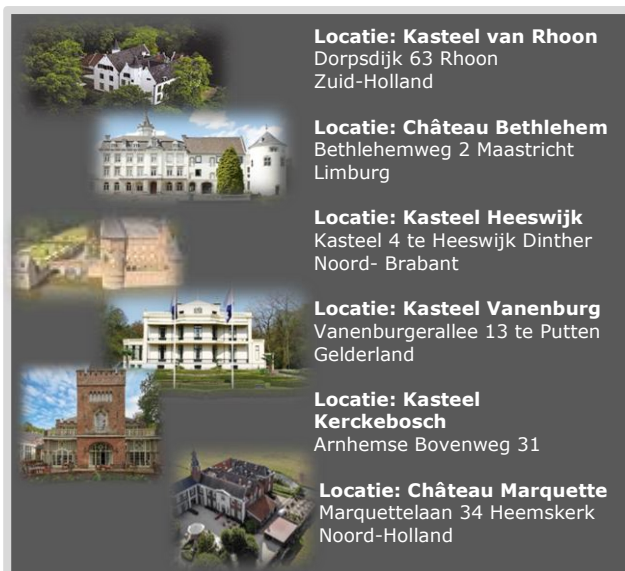 Locatie: Kasteel van Rhoon
Dorpsdijk 63 Rhoon
Zuid-Holland
Locatie: Château Bethlehem
Bethlehemweg 2 Maastricht
Limburg
Locatie: Kasteel Heeswijk
Kasteel 4 te Heeswijk Dinther
Noord- Brabant
Locatie: Kasteel Vanenburg
Vanenburgerallee 13 te Putten
Gelderland
Locatie: Kasteel
Kerckebosch
Arnhemse Bovenweg 31
Locatie: Château Marquette
Marquettelaan 34 Heemskerk
Noord-Holland